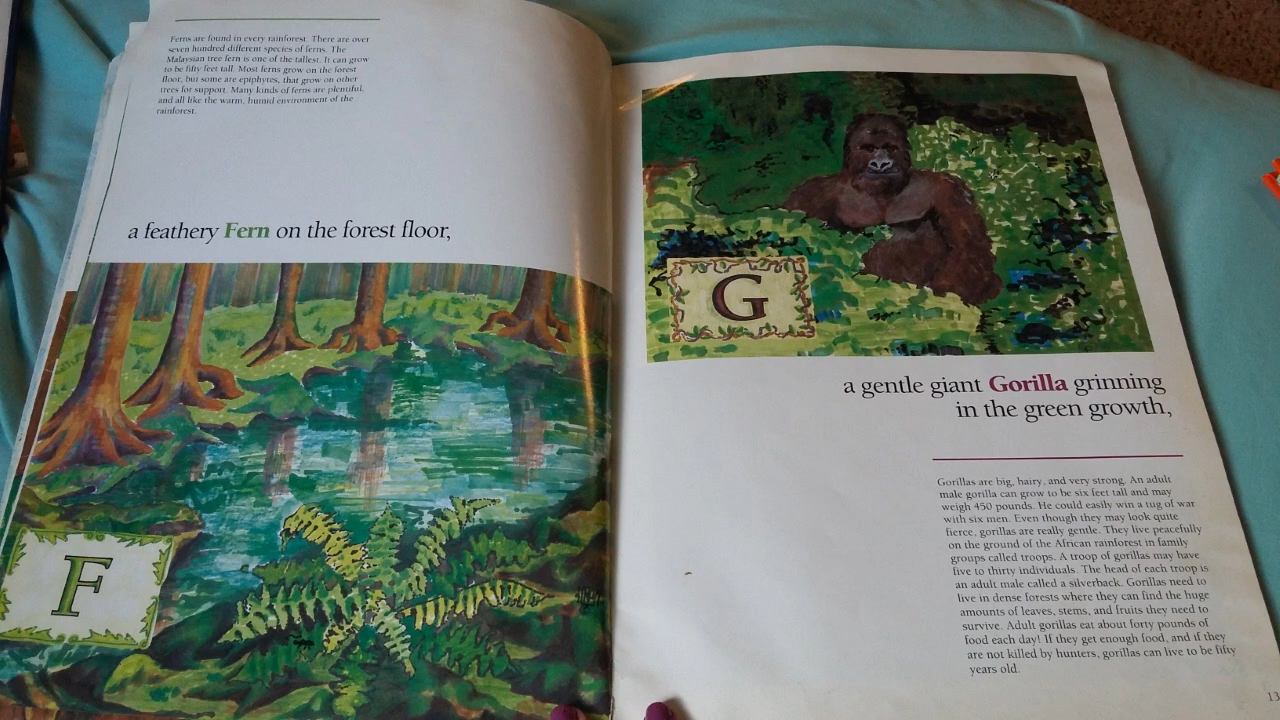 Ferns are found in every rainforest. There are over
seven hundred different species of ferns. The
Malaysian tree fern is one of the tallest. It can grow
to be fifty feet tall. Most ferns grow on the forest
floor, but some are epiphytes, that grow on other
trees for support. Many kinds of ferns are plentiful,
and all like the warm, humid environment of the
rainforest.
a feathery Fern on the forest floor,
F
G
a gentle giant Gorilla grinning
in the green growth,
Gorillas are big, hairy, and very strong. An adult
male gorilla can grow to be six feet tall and may
weigh 450 pounds. He could easily win a tug of war
with six men. Even though they may look quite
fierce, gorillas are really gentle. They live peacefully
on the ground of the African rainforest in family
groups called troops. A troop of gorillas may have
five to thirty individuals. The head of each troop is
an adult male called a silverback. Gorillas need to
live in dense forests where they can find the huge
amounts of leaves, stems, and fruits they need to
survive. Adult gorillas eat about forty pounds of
food each day! If they get enough food, and if they
are not killed by hunters, gorillas can live to be fifty
years old.
13